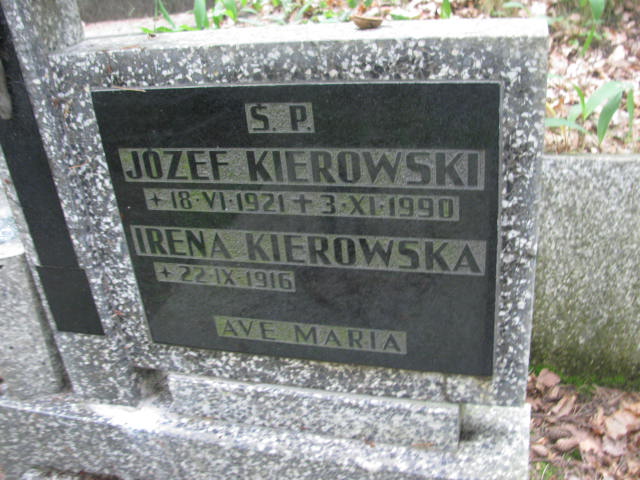 Ś. P.
JÓZEF KIEROWSKI
+ 18·VI·1921 + 3·XI·1990
IRENA KIEROWSKA
+ 22·IX·1916
AVE MARIA